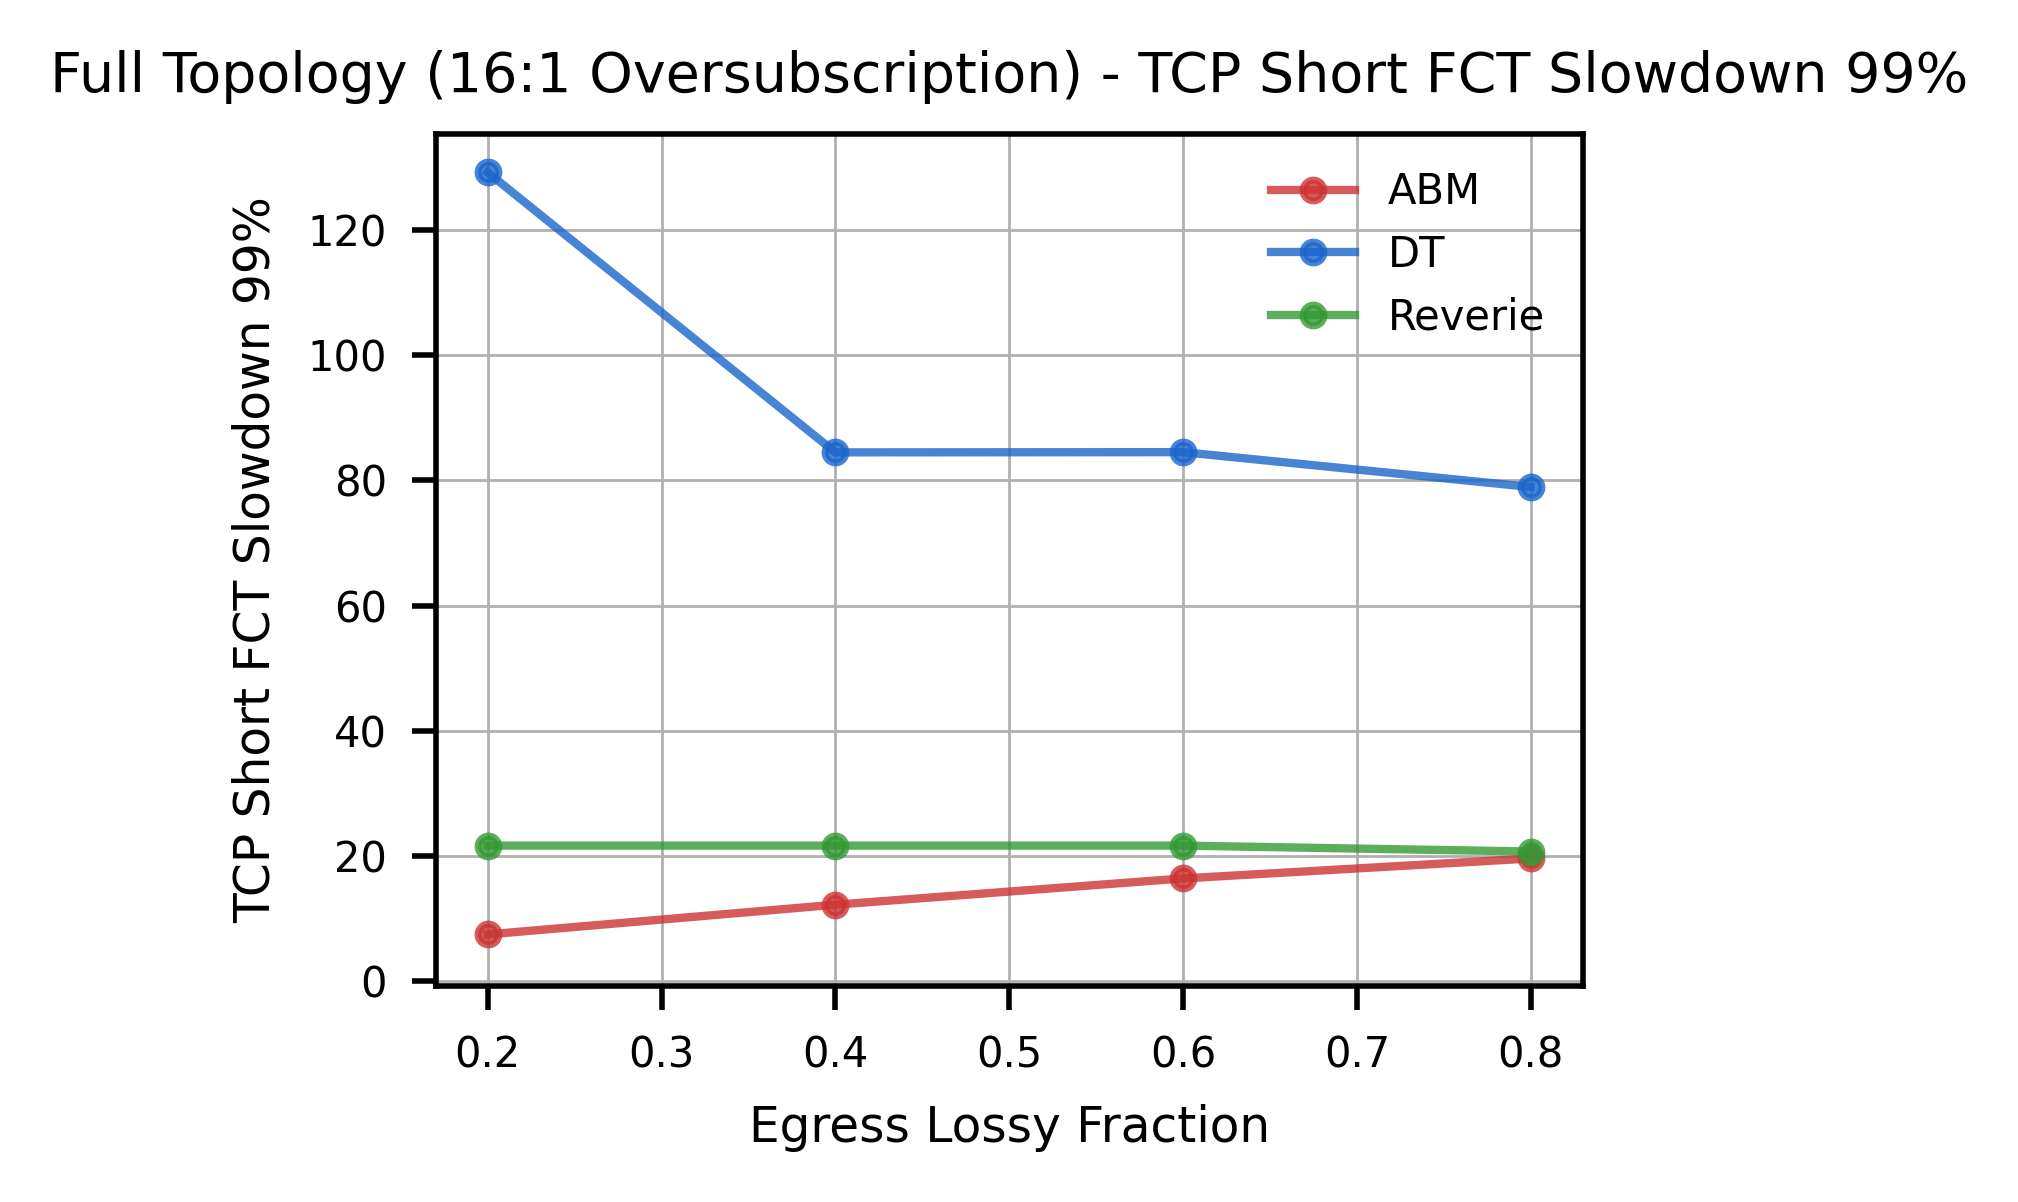 Full Topology (16:1 Oversubscription) - TCP Short FCT Slowdown 99%
TCP Short FCT Slowdown 99%
120
100
80
60
40
20
0
ABM
DT
Reverie
0.2 0.3 0.4 0.5 0.6 0.7 0.8
Egress Lossy Fraction